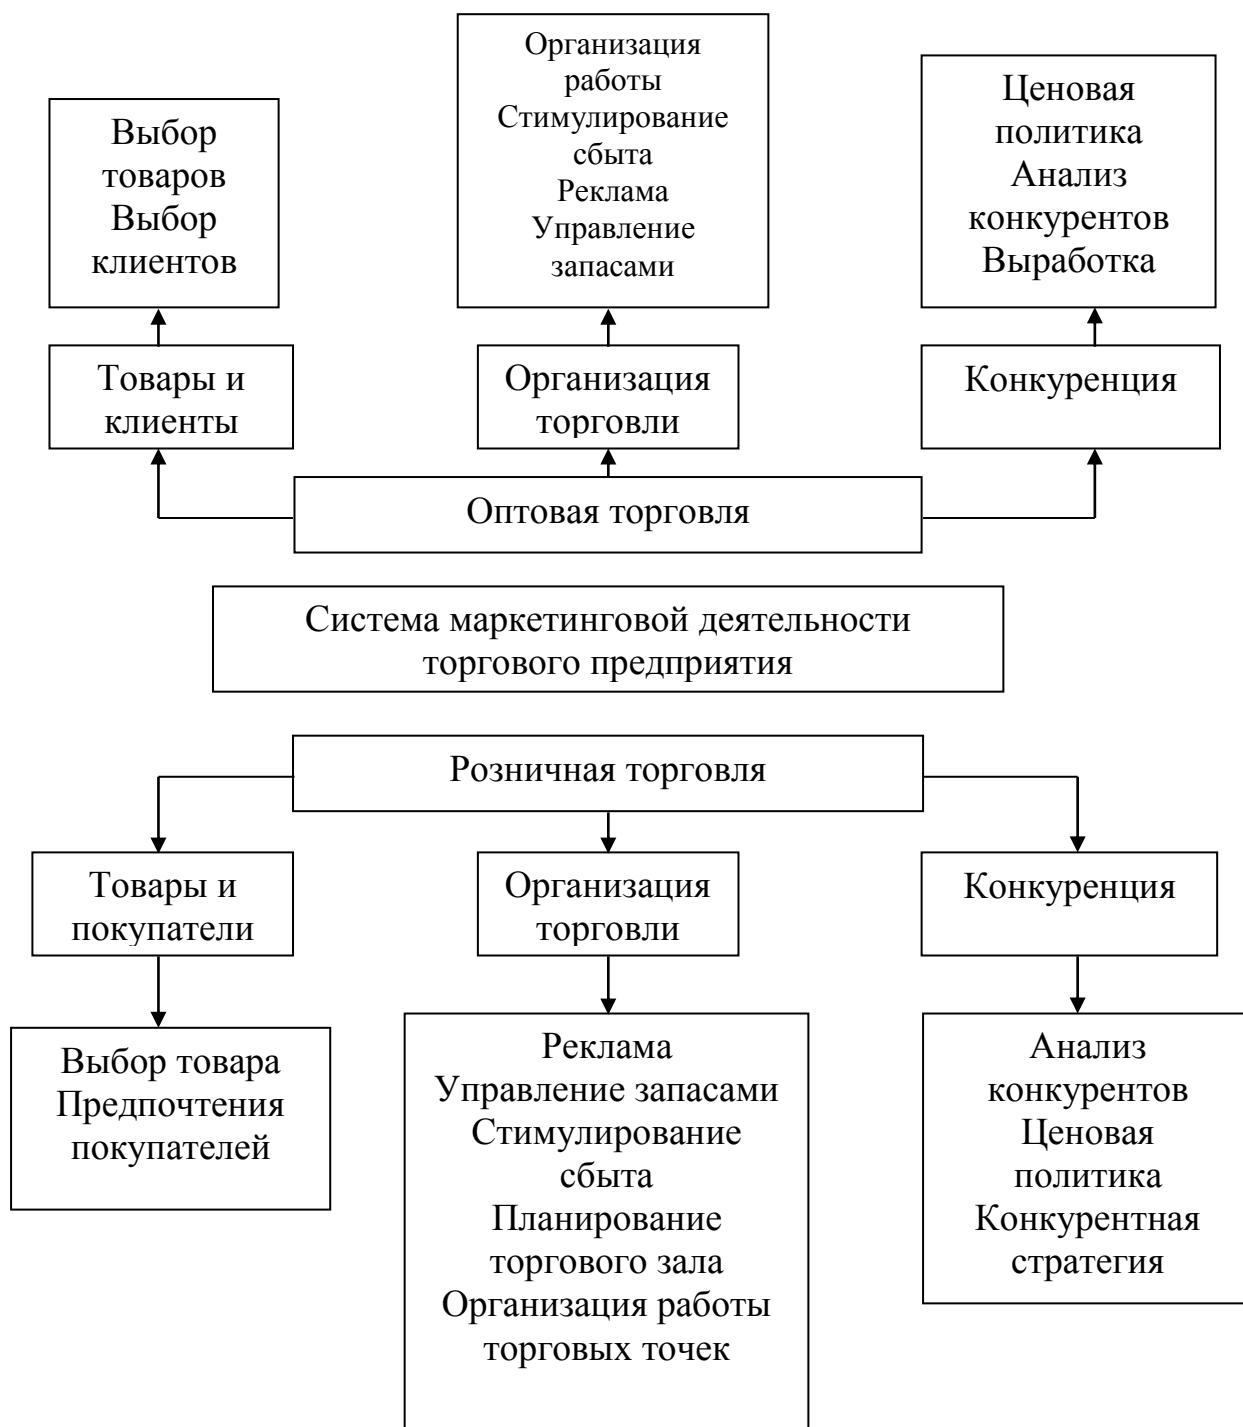 Выбор
товаров
Выбор
клиентов
Организация
работы
Стимулирование
сбыта
Реклама
Управление
запасами
Ценовая
политика
Анализ
конкурентов
Выработка
Товары и
клиенты
Организация
торговли
Конкуренция
Оптовая торговля
Система маркетинговой деятельности
торгового предприятия
Розничная торговля
Товары и
покупатели
Организация
торговли
Конкуренция
Выбор товара
Предпочтения
покупателей
Реклама
Управление запасами
Стимулирование
сбыта
Планирование
торгового зала
Организация работы
торговых точек
Анализ
конкурентов
Ценовая
политика
Конкурентная
стратегия